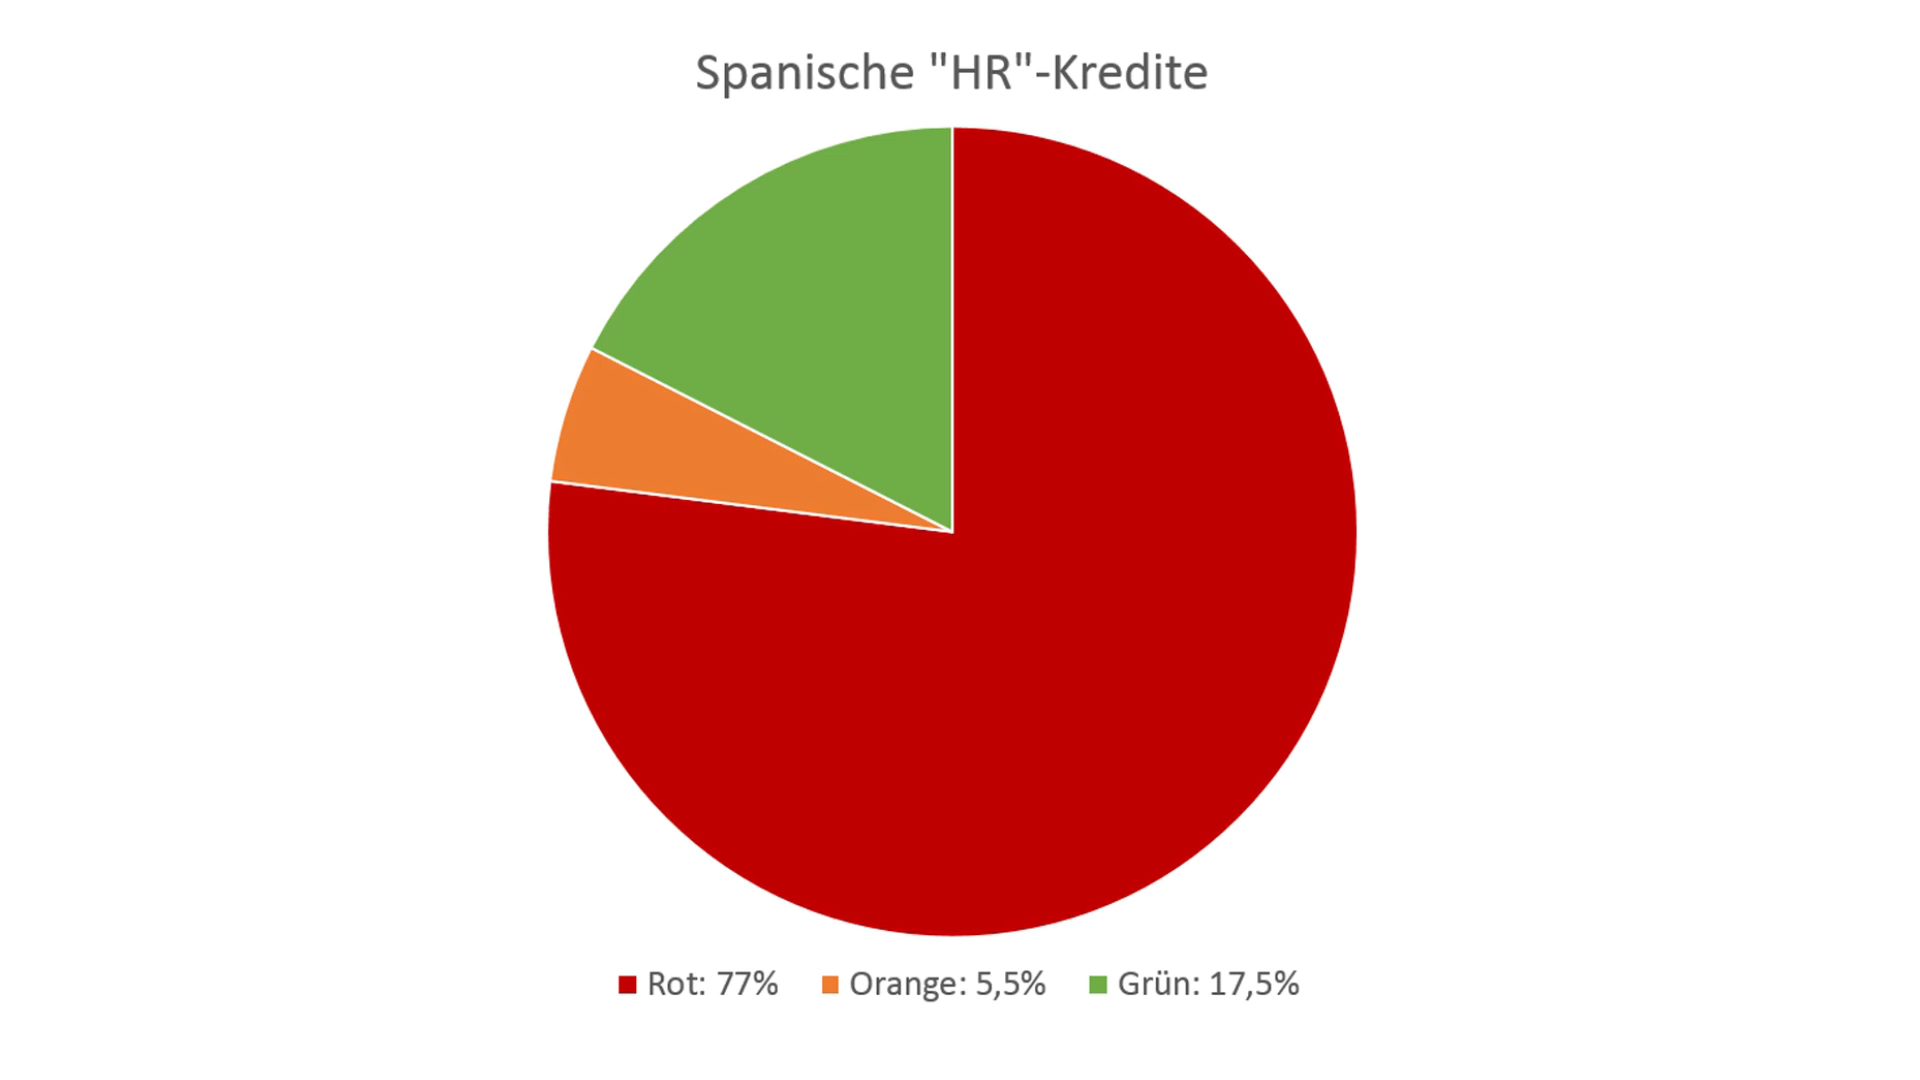 Spanische "HR"-Kredite
Rot: 77% Orange: 5,5% Grün: 17,5%